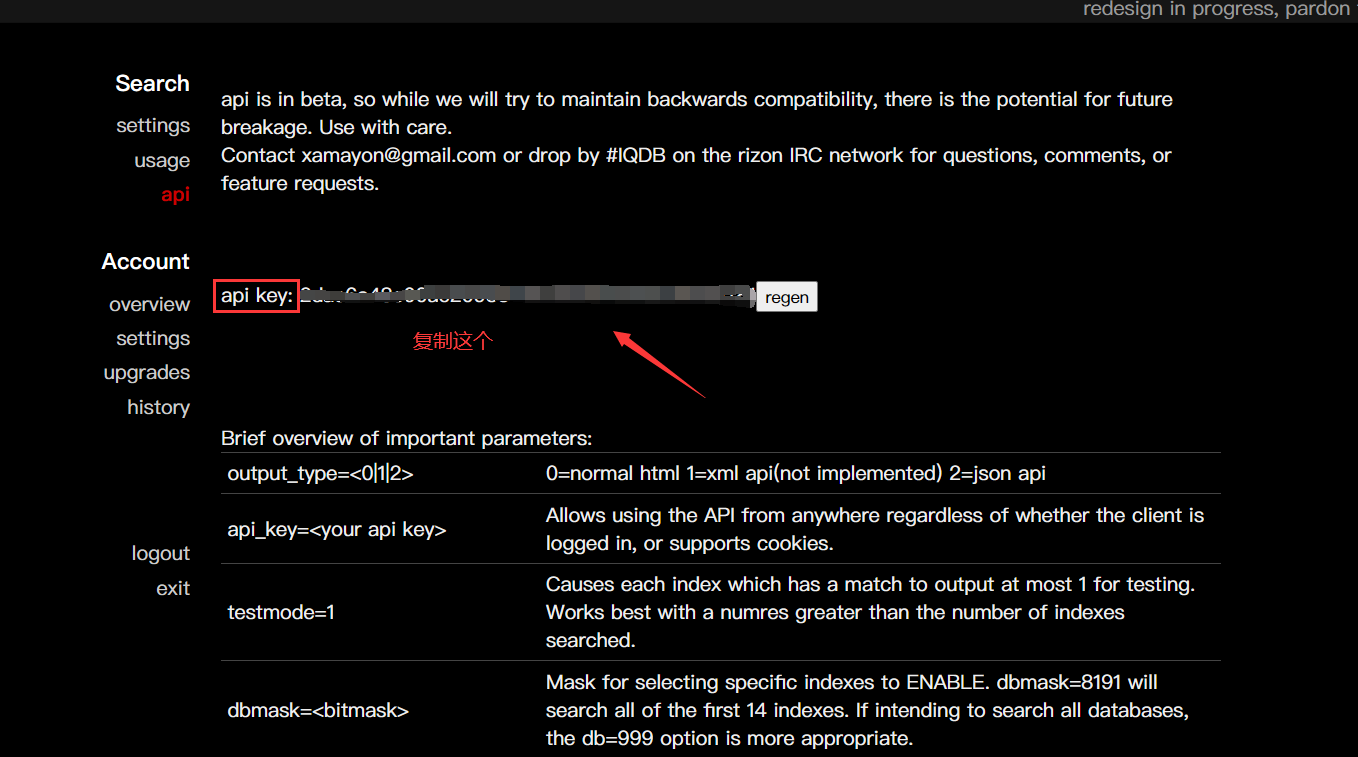 redesign in progress, pardon
Search
settings
usage
api
api is in beta, so while we will try to maintain backwards compatibility, there is the potential for future
breakage. Use with care.
Contact xamayon@gmail.com or drop by #IQDB on the rizon IRC network for questions, comments, or
feature requests.
Account
overview
settings
upgrades
history
logout
exit
api key:
regen
复制这个
Brief overview of important parameters:
output_type=<0|1|2>
0=normal html 1=xml api(not implemented) 2=json api
api_key=<your api key>
Allows using the API from anywhere regardless of whether the client is
logged in, or supports cookies.
testmode=1
Causes each index which has a match to output at most 1 for testing.
Works best with a numres greater than the number of indexes
searched.
dbmask=<bitmask>
Mask for selecting specific indexes to ENABLE. dbmask=8191 will
search all of the first 14 indexes. If intending to search all databases,
the db=999 option is more appropriate.